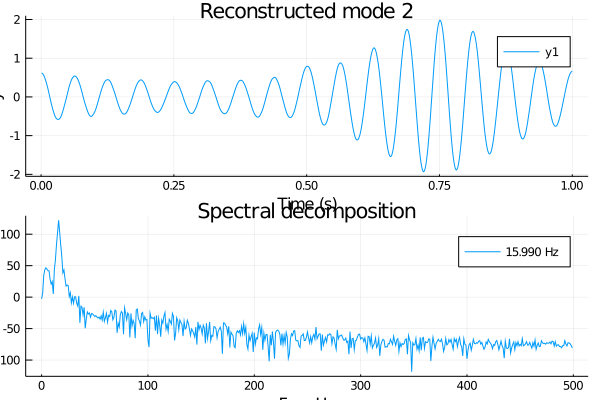 Reconstructed mode 2
2
1
0
-1
-2
y1
0.00 0.25 0.50 0.75 1.00
Time (s)
Spectral decomposition
100
50
0
-50
100
15.990 Hz
0 100 200 300 400 500